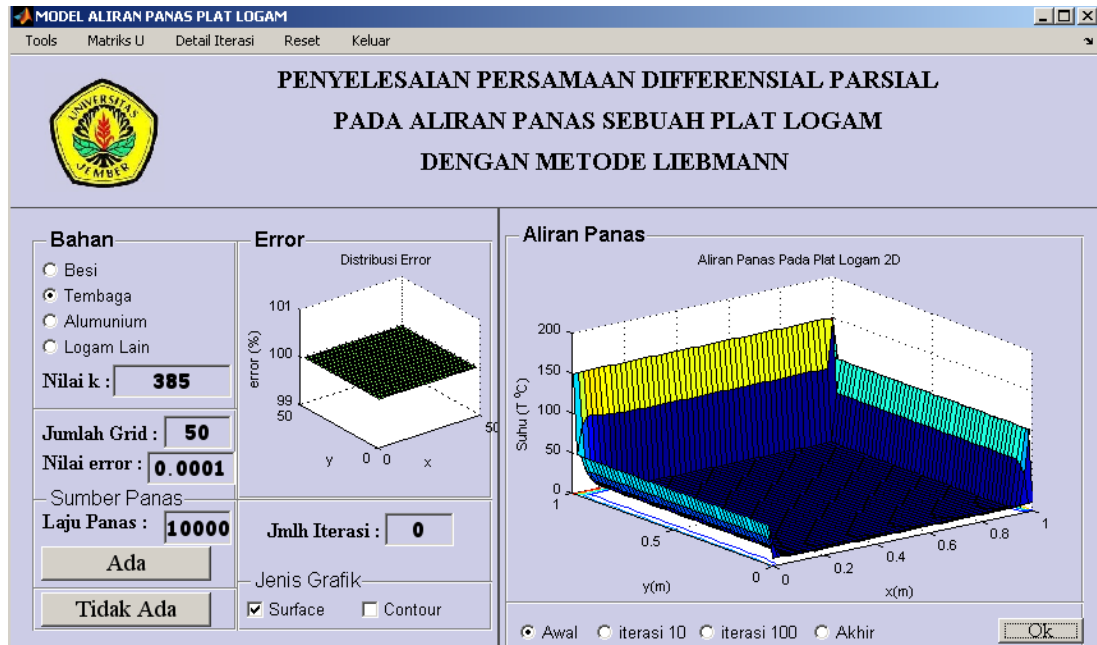 MODEL ALIRAN PANAS PLAT LOGAM
Tools Matriks U Detail Iterasi Reset Keluar
UNIVERSITAS
JEMBER
PENYELESAIAN PERSAMAAN DIFFERENSIAL PARSIAL
PADA ALIRAN PANAS SEBUAH PLAT LOGAM
DENGAN METODE LIEBMANN
Bahan
Besi
Tembaga
Alumunium
Logam Lain
Nilai k : 385
Jumlah Grid : 50
Nilai error : 0.0001
Sumber Panas
Laju Panas : 10000
Ada
Tidak Ada
Error
Distribusi Error
101
100
99
error (%)
50
50
y 0 0 x
Jmlh Iterasi : 0
Jenis Grafik
Surface Contour
Aliran Panas
Aliran Panas Pada Plat Logam 2D
200
150
100
50
0
Suhu (T °C)
1
0.5
0
y(m)
0
0.2
0.4
0.6
0.8
1
x(m)
Awal iterasi 10 iterasi 100 Akhir Ok